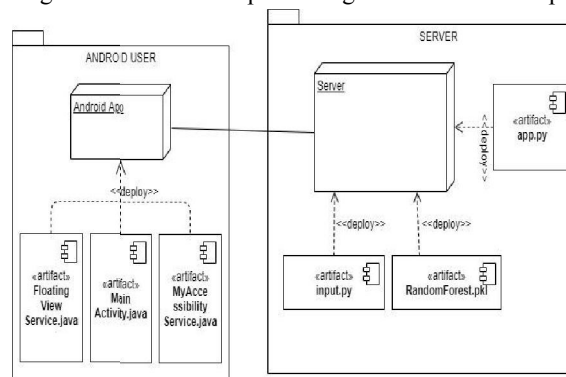 ANDROID USER
Android App
<<deploy>>
«artifact»
Floating
View
Service.java
«artifact»
Main
Activity.java
«artifact»
MyAcce
ssibility
Service.java
SERVER
Server
<<deploy>>
«artifact»
app.py
<<deploy>>
<<deploy>>
«artifact»
input.py
«artifact»
RandomForest.pkl